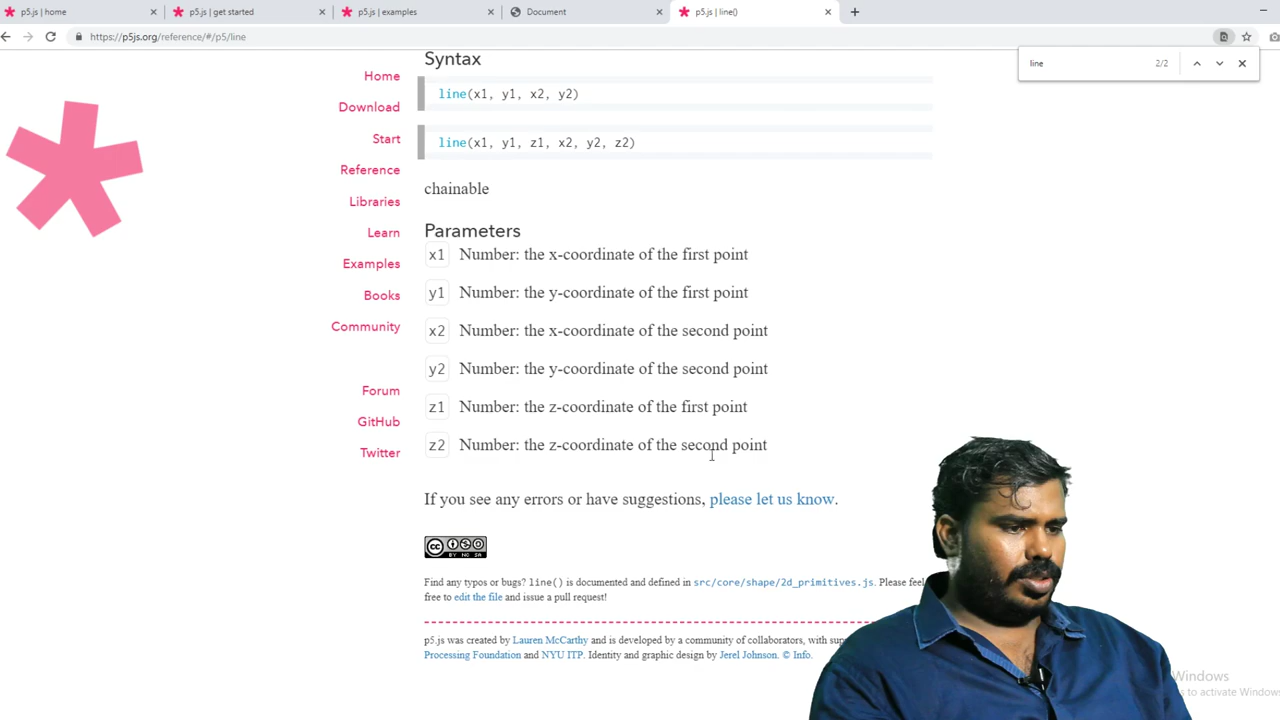 p5.js | home
p5.js | get started
p5.js | examples
Document
p5.js | line()
https://p5js.org/reference/#/p5/line
line
2/2
Home
Download
Start
Reference
Libraries
Learn
Examples
Books
Community
Forum
GitHub
Twitter
Syntax
line(x1, y1, x2, y2)
line(x1, y1, z1, x2, y2, z2)
chainable
Parameters
x1 Number: the x-coordinate of the first point
y1 Number: the y-coordinate of the first point
x2 Number: the x-coordinate of the second point
y2 Number: the y-coordinate of the second point
z1 Number: the z-coordinate of the first point
z2 Number: the z-coordinate of the second point
If you see any errors or have suggestions, please let us know.
CC BY NC SA
Find any typos or bugs? line() is documented and defined in src/core/shape/2d_primitives.js. Please feel
free to edit the file and issue a pull request!
p5.js was created by Lauren McCarthy and is developed by a community of collaborators, with
Processing Foundation and NYU ITP. Identity and graphic design by Jerel Johnson. © Info.
Windows
to activate Windows